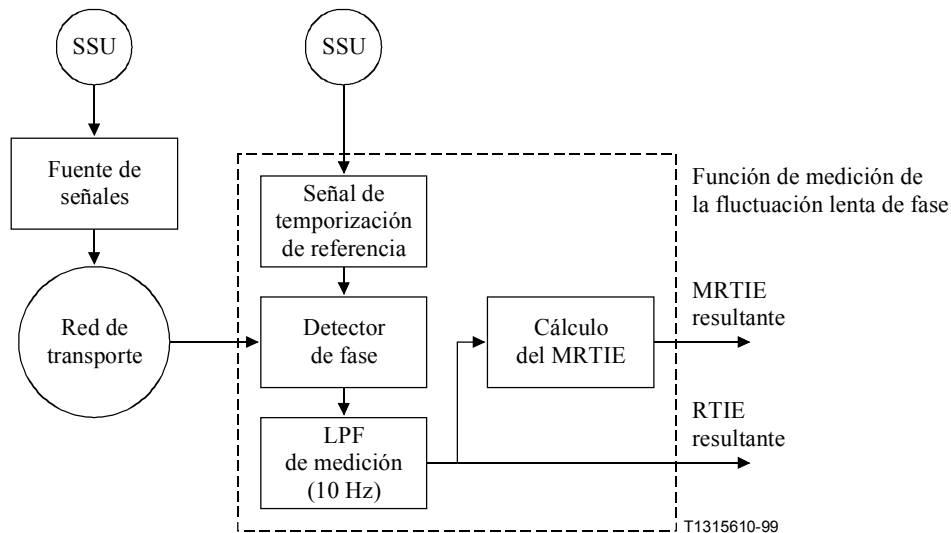 SSU
SSU
Fuente de
señales
Señal de
temporización
de referencia
Función de medición de
la fluctuación lenta de fase
Red de
transporte
Detector
de fase
Cálculo
del MRTIE
MRTIE
resultante
LPF
de medición
(10 Hz)
RTIE
resultante
T1315610-99